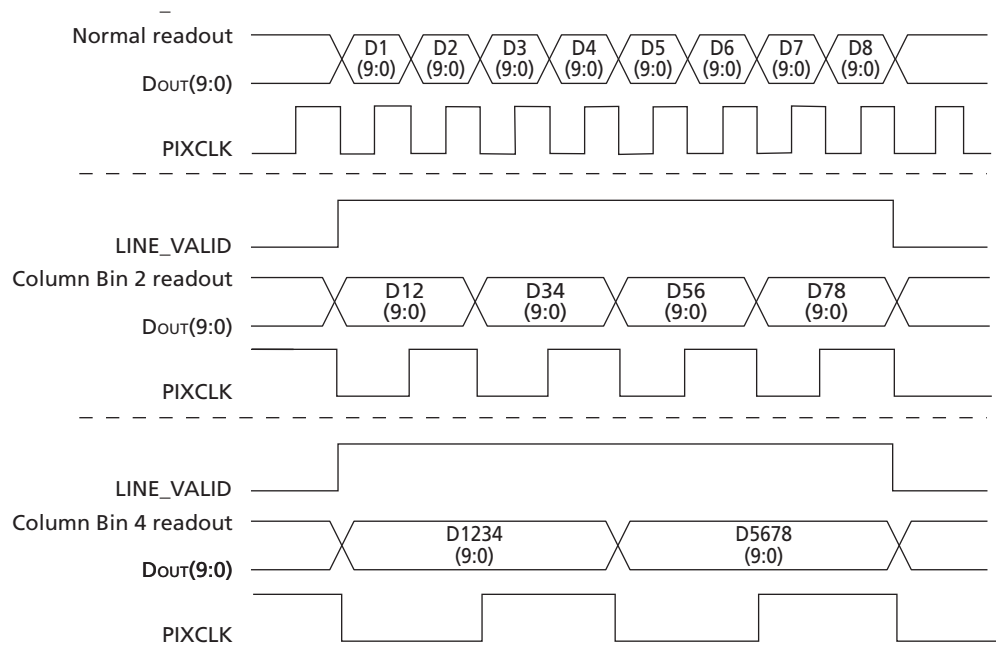 Normal readout
D1 D2 D3 D4 D5 D6 D7 D8
(9:0) (9:0) (9:0) (9:0) (9:0) (9:0) (9:0) (9:0)
DOUT(9:0)
PIXCLK
LINE_VALID
Column Bin 2 readout
D12 D34 D56 D78
(9:0) (9:0) (9:0) (9:0)
DOUT(9:0)
PIXCLK
LINE_VALID
Column Bin 4 readout
D1234 D5678
(9:0) (9:0)
DOUT(9:0)
PIXCLK